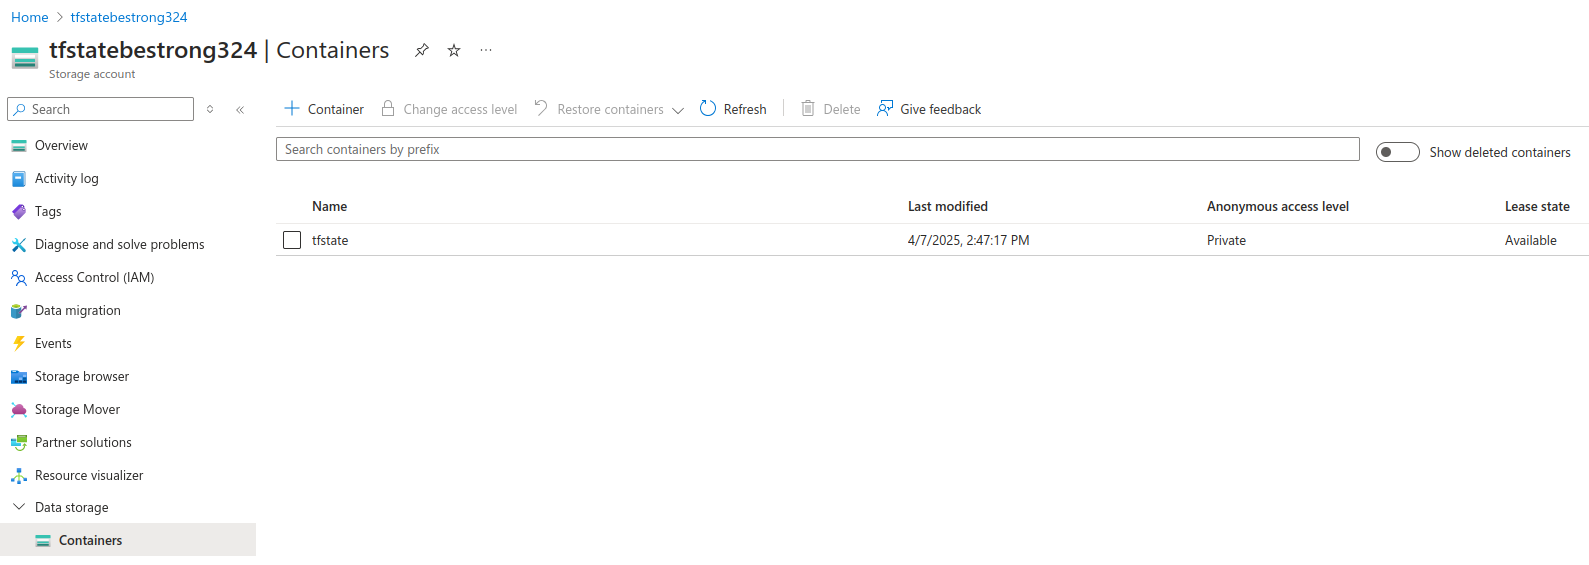 Home > tfstatebestrong324
tfstatebestrong324 | Containers
Storage account
Search
Container Change access level Restore containers Refresh Delete Give feedback
Search containers by prefix
Show deleted containers
Overview
Activity log
Tags
Diagnose and solve problems
Access Control (IAM)
Data migration
Events
Storage browser
Storage Mover
Partner solutions
Resource visualizer
Data storage
Containers
Name Last modified Anonymous access level Lease state
tfstate 4/7/2025, 2:47:17 PM Private Available